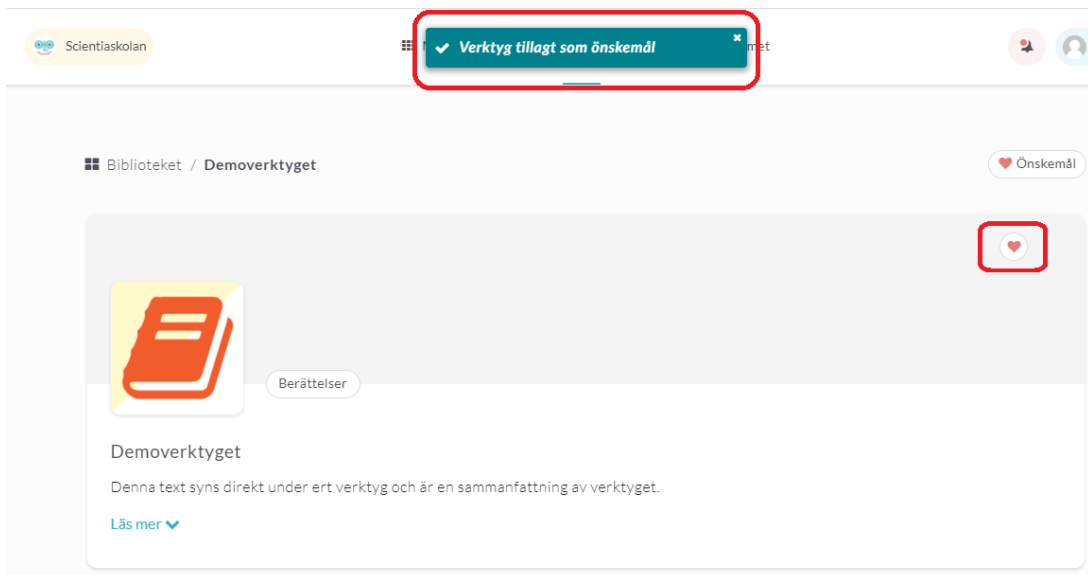 Scientiaskolan
Verktyg tillagt som önskemål
Biblioteket / Demoverktyget
Önskemål
Berättelser
Demoverktyget
Denna text syns direkt under ert verktyg och är en sammanfattning av verktyget.
Läs mer